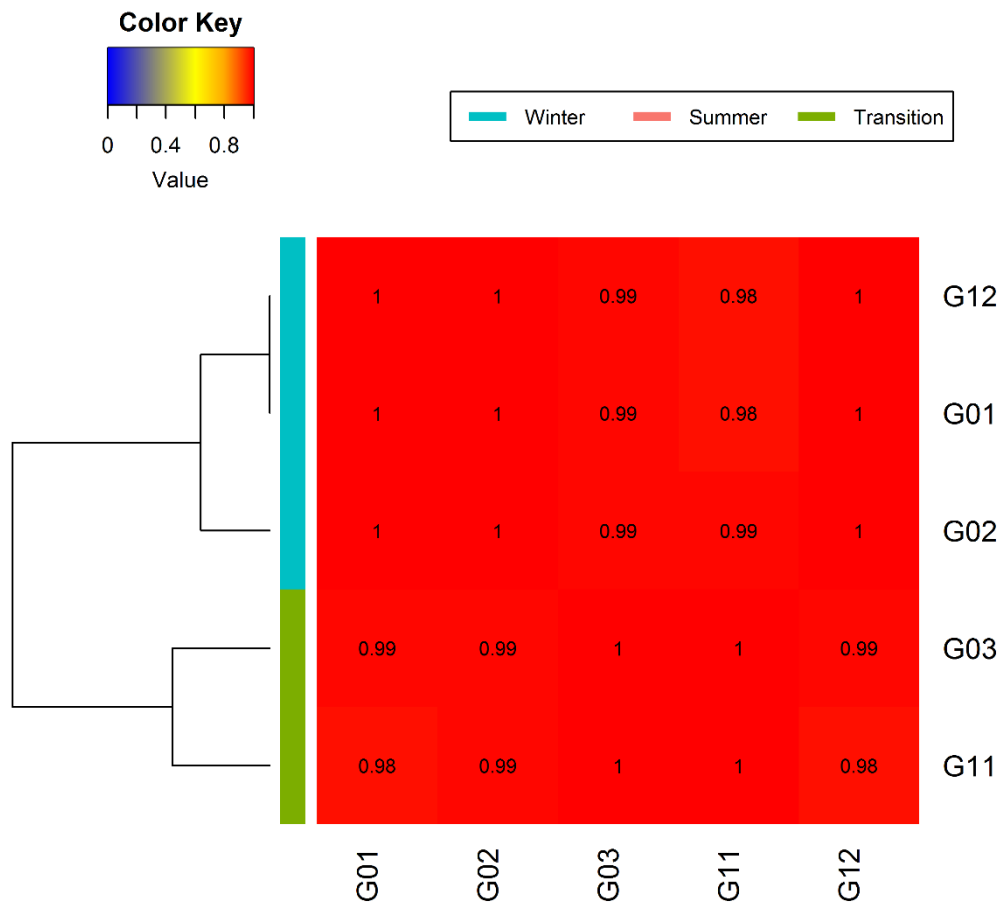 Color Key
0 0.4 0.8
Value
Winter Summer Transition
1 1 0.99 0.98 1 G12
1 1 0.99 0.98 1 G01
1 1 0.99 0.99 1 G02
0.99 0.99 1 1 0.99 G03
0.98 0.99 1 1 0.98 G11
G01 G02 G03 G11 G12